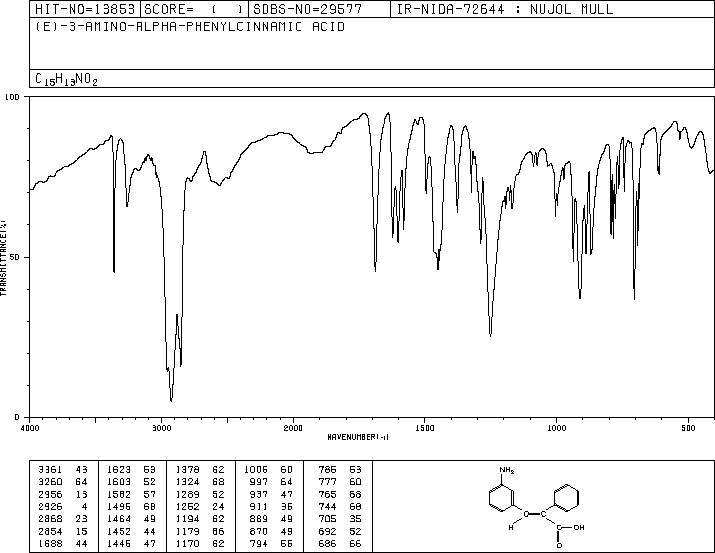 HIT-NO=13853 SCORE= ( ) SDBS-NO=29577 IR-NIDA-72644 : NUJOL MULL
(E)-3-AMINO-ALPHA-PHENYLCINNAMIC ACID
C15H13NO2
100
50
0
TRANSMITTANCE(%)
4000 3000 2000 1500 1000 500
WAVENUMBER(-1)
3361 43 1623 53 1378 62 1006 60 786 53
3260 64 1603 52 1324 68 997 64 777 60
2956 13 1582 57 1289 52 937 47 765 68
2926 4 1496 68 1252 24 911 36 744 68
2868 23 1464 49 1194 62 889 49 705 35
2854 15 1452 44 1179 86 870 49 692 52
1688 44 1446 47 1170 62 794 55 686 66
NH2
C C
H C OH
O